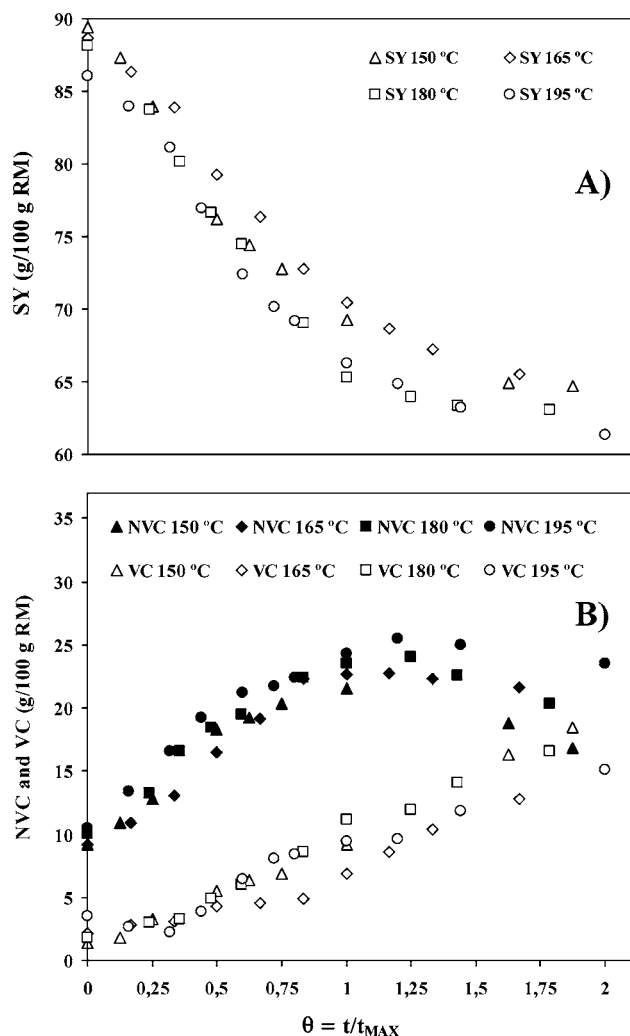 90
85
80
75
70
65
60
SY (g/100 g RM)
SY 150 ºC SY 165 ºC
SY 180 ºC SY 195 ºC
A)
35
30
25
20
15
10
5
0
NVC and VC (g/100 g RM)
NVC 150 ºC NVC 165 ºC NVC 180 ºC NVC 195 ºC
VC 150 ºC VC 165 ºC VC 180 ºC VC 195 ºC
B)
0 0,25 0,5 0,75 1 1,25 1,5 1,75 2
θ = t/tMAX